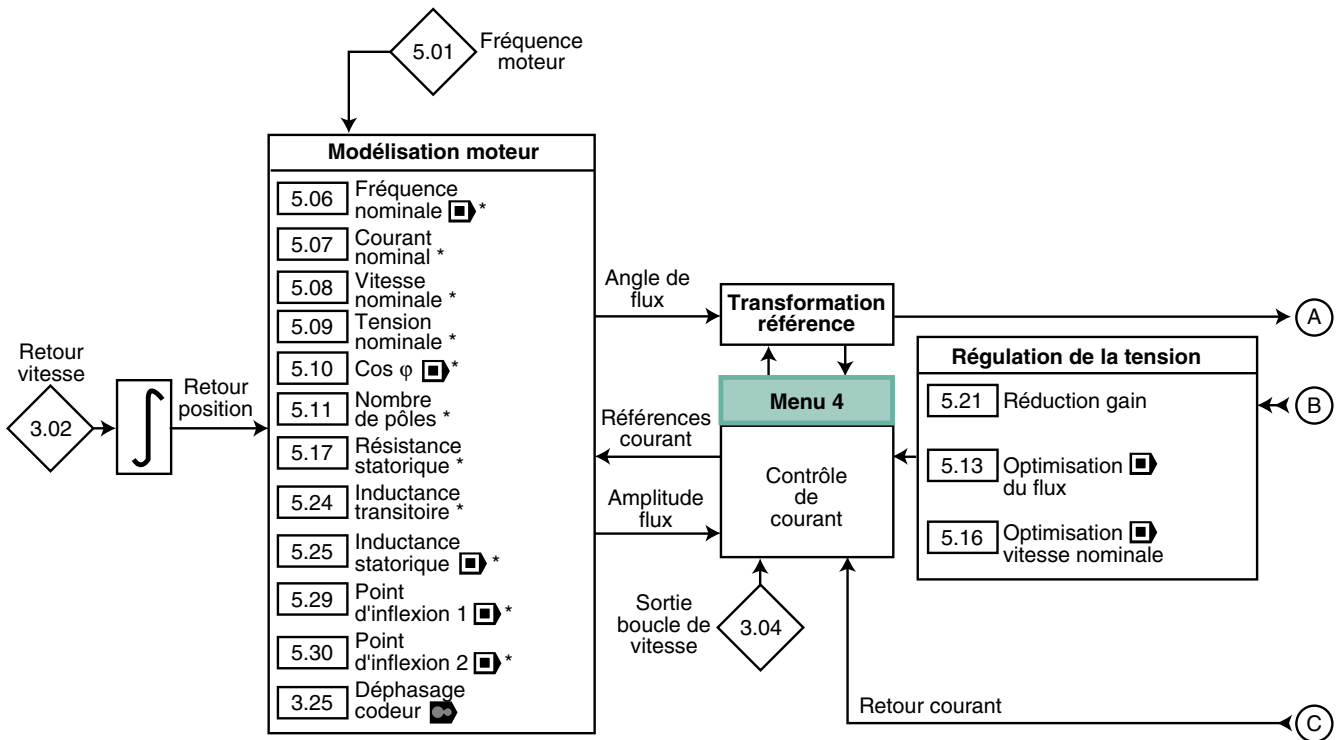 5.01
Fréquence
moteur
Modélisation moteur
5.06 Fréquence
nominale *
5.07 Courant
nominal *
5.08 Vitesse
nominale *
5.09 Tension
nominale *
5.10 Cos φ *
5.11 Nombre
de pôles *
5.17 Résistance
statorique *
5.24 Inductance
transitoire *
5.25 Inductance
statorique *
5.29 Point
d'inflexion 1 *
5.30 Point
d'inflexion 2 *
3.25 Déphasage
codeur
Retour
vitesse
3.02
∫
Retour
position
Angle de
flux
Références
courant
Amplitude
flux
Transformation
référence
Menu 4
Contrôle
de
courant
Sortie
boucle de
vitesse
3.04
Régulation de la tension
5.21 Réduction gain
5.13 Optimisation
du flux
5.16 Optimisation
vitesse nominale
Retour courant
A
B
C